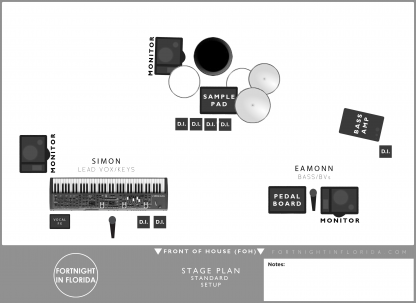 MONITOR
SAMPLE
PAD
D.I. D.I. D.I. D.I.
BASS
AMP
D.I.
MONITOR
SIMON
LEAD VOX/KEYS
EAMONN
BASS/BVs
VOCAL
FX
D.I. D.I.
PEDAL
BOARD
MONITOR
FRONT OF HOUSE (FOH)
FORTNIGHTINFLORIDA.COM
FORTNIGHT
IN FLORIDA
STAGE PLAN
STANDARD
SETUP
Notes: